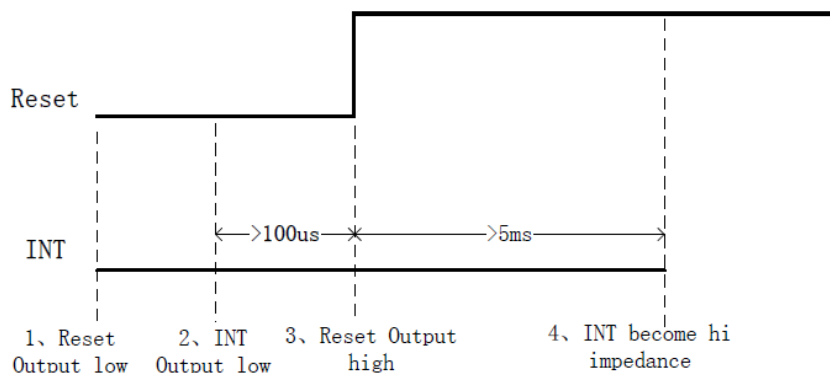 Reset
>100us
>5ms
INT
1、Reset
Output low
2、INT
Output low
3、Reset Output
high
4、INT become hi
impedance